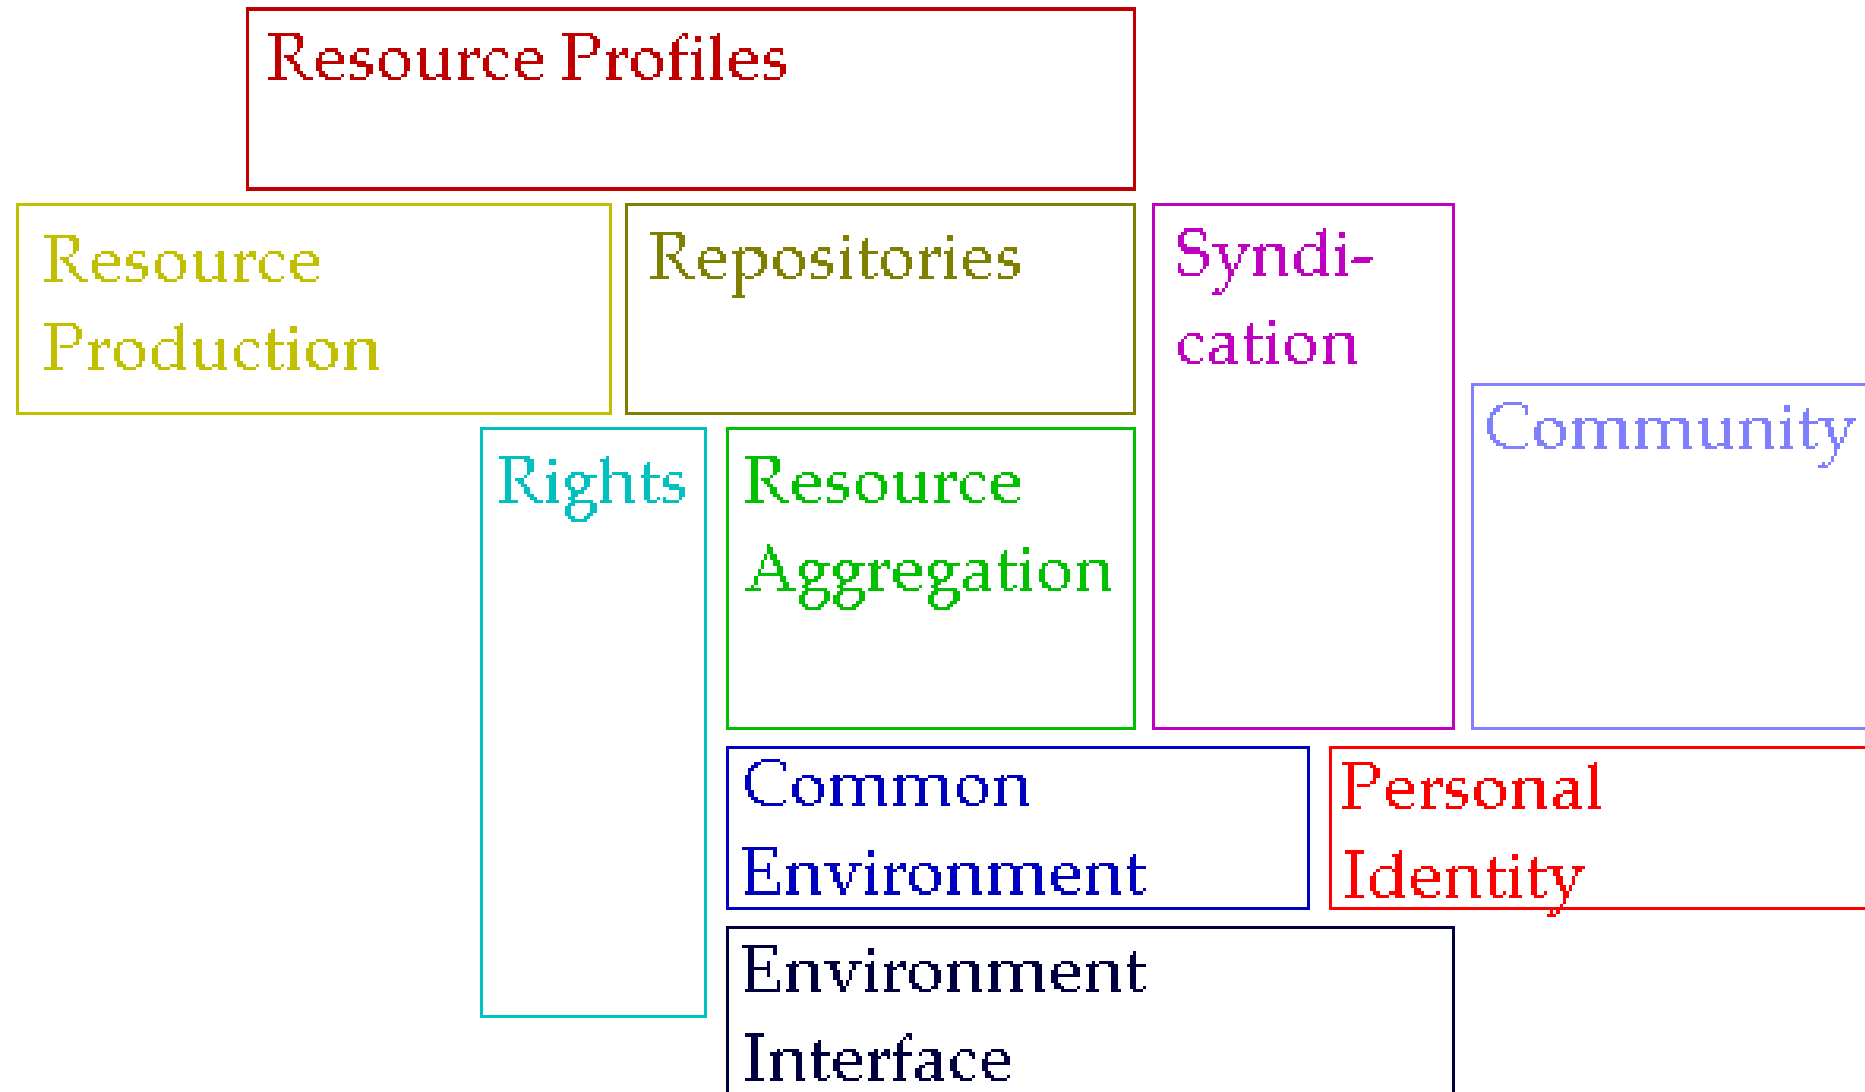 Resource Profiles
Resource
Production
Repositories
Syndi-
cation
Community
Rights
Resource
Aggregation
Common
Environment
Personal
Identity
Environment
Interface